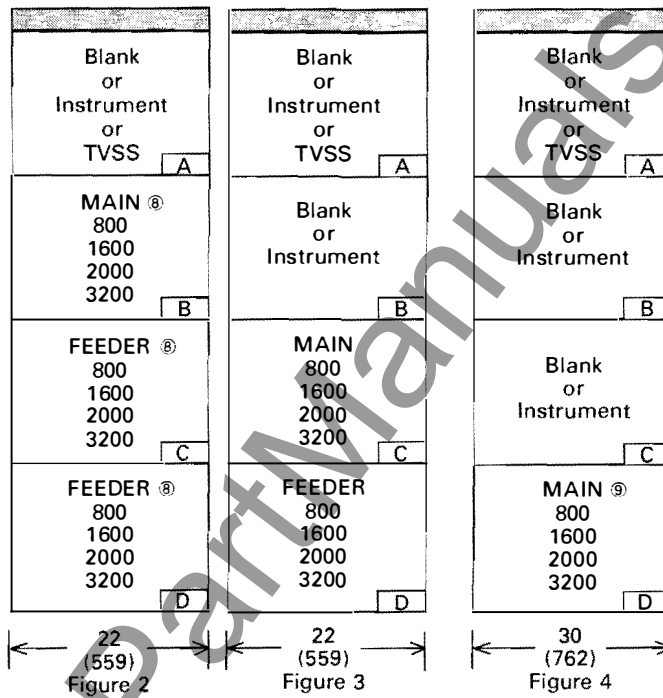 Blank
or
Instrument
or
TVSS
A
MAIN ⑧
800
1600
2000
3200
B
FEEDER ⑧
800
1600
2000
3200
C
FEEDER ⑧
800
1600
2000
3200
D
22
(559)
Figure 2
Blank
or
Instrument
or
TVSS
A
Blank
or
Instrument
B
MAIN
800
1600
2000
3200
C
FEEDER
800
1600
2000
3200
D
22
(559)
Figure 3
Blank
or
Instrument
or
TVSS
A
Blank
or
Instrument
B
Blank
or
Instrument
C
MAIN ⑨
800
1600
2000
3200
D
30
(762)
Figure 4
PartManuals